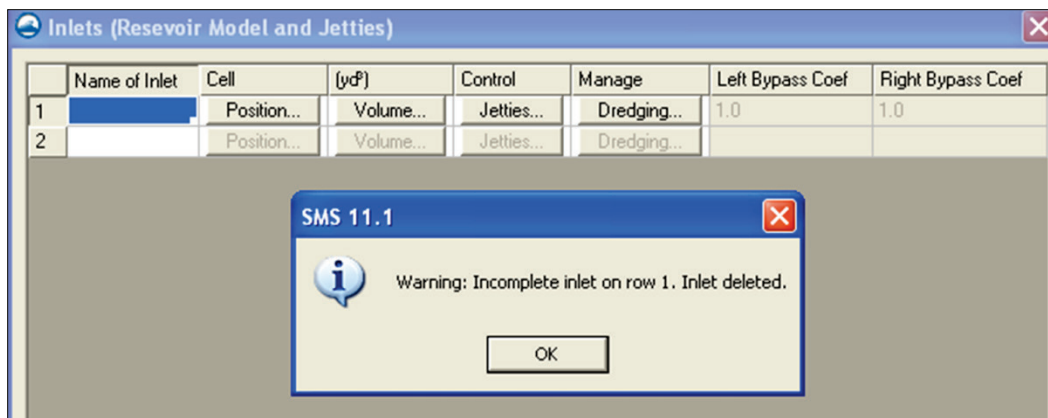 Inlets (Resevoir Model and Jetties)
Name of Inlet Cell (yd³) Control Manage Left Bypass Coef Right Bypass Coef
1 Position... Volume... Jetties... Dredging... 1.0 1.0
2 Position... Volume... Jetties... Dredging...
SMS 11.1
Warning: Incomplete inlet on row 1. Inlet deleted.
OK